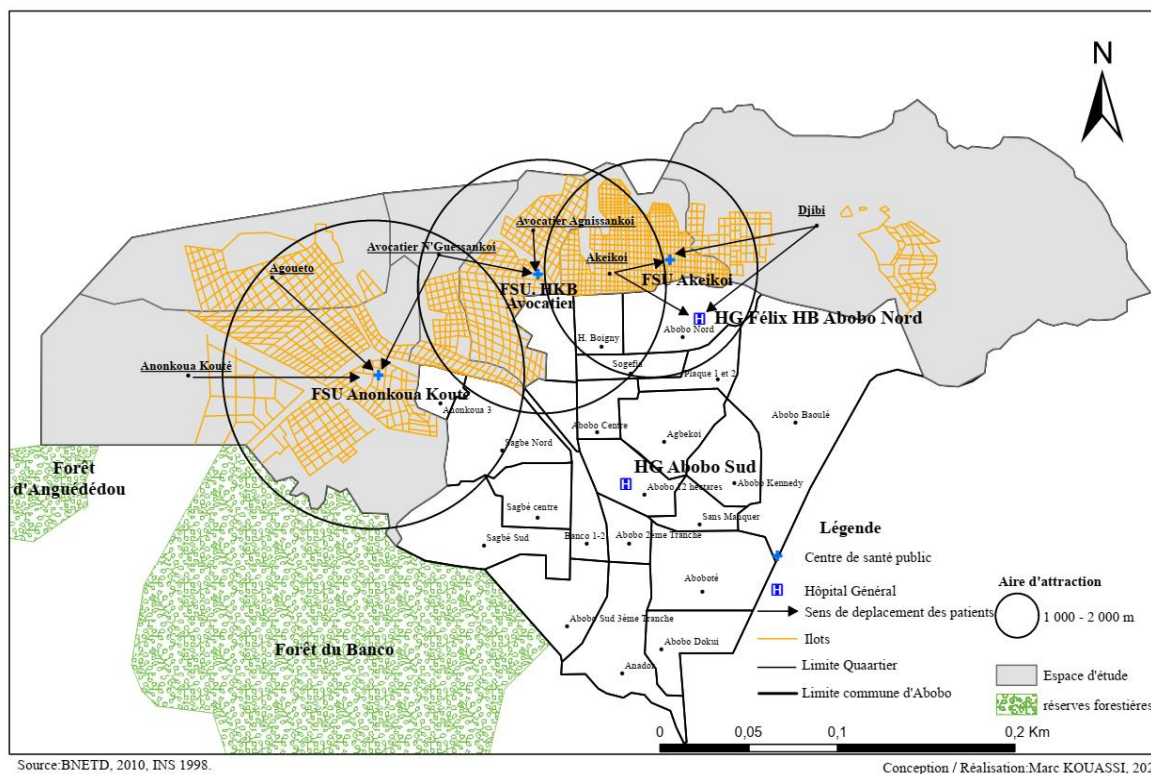 N
Djibi
Avocatier Agnissankoi
Avocatier N'Guessankoi
Agoueto
Akeikoi
FSU Akeikoi
FSU. HKB
Avocatier
HG Félix HB Abobo Nord
Abobo Nord
H. Boigny
Sogefia
Plaque 1 et 2
Anonkoua Kouté
FSU Anonkoua Kouté
Anonkoua 3
Abobo Baoulé
Abobo Centre
Agbekoi
Sagbe Nord
Forêt
d'Anguédédou
HG Abobo Sud
Abobo 12 hectares
Abobo Kennedy
Sagbé centre
Sans Manquer
Sagbé Sud
Banco 1-2
Abobo 2ème Tranche
Aboboté
Abobo Sud 3ème Tranche
Abobo Dokui
Anador
Forêt du Banco
Légende
Centre de santé public
Hôpital Général
Sens de deplacement des patients
Ilots
Limite Quaartier
Limite commune d'Abobo
Aire d'attraction
1 000 - 2 000 m
Espace d'étude
réserves forestières
0 0,05 0,1 0,2 Km
Source:BNETD, 2010, INS 1998.
Conception / Réalisation:Marc KOUASSI, 202